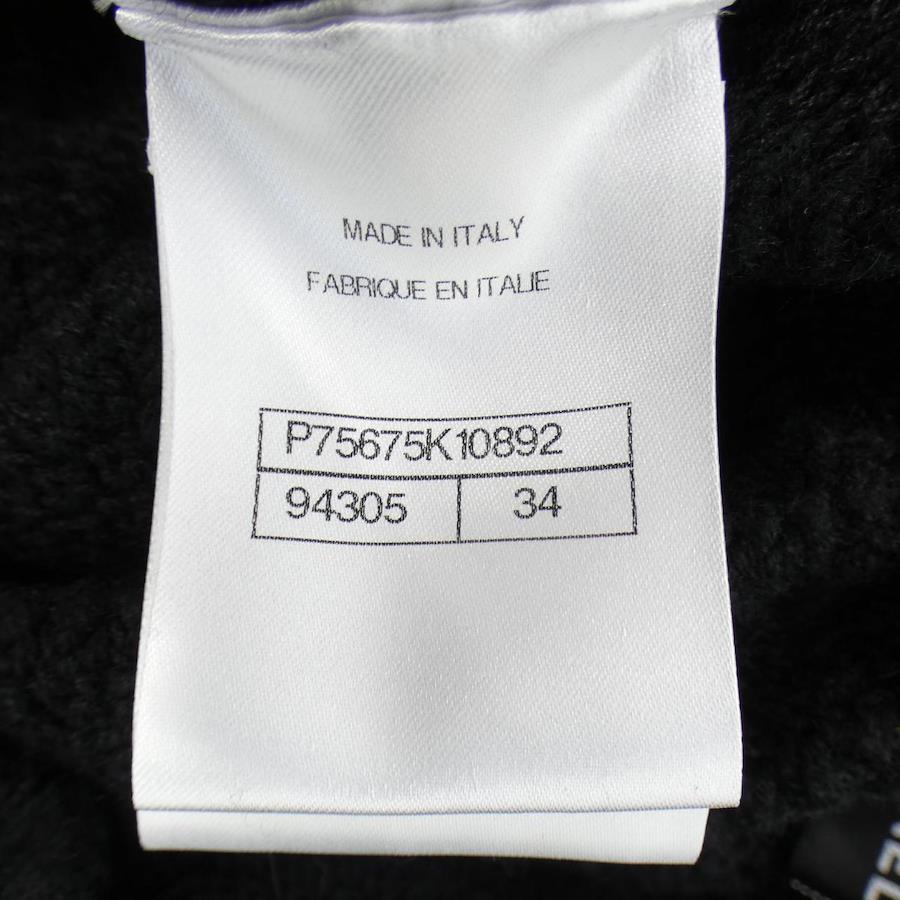 MADE IN ITALY
FABRIQUE EN ITALIE
P75675K10892
94305 34